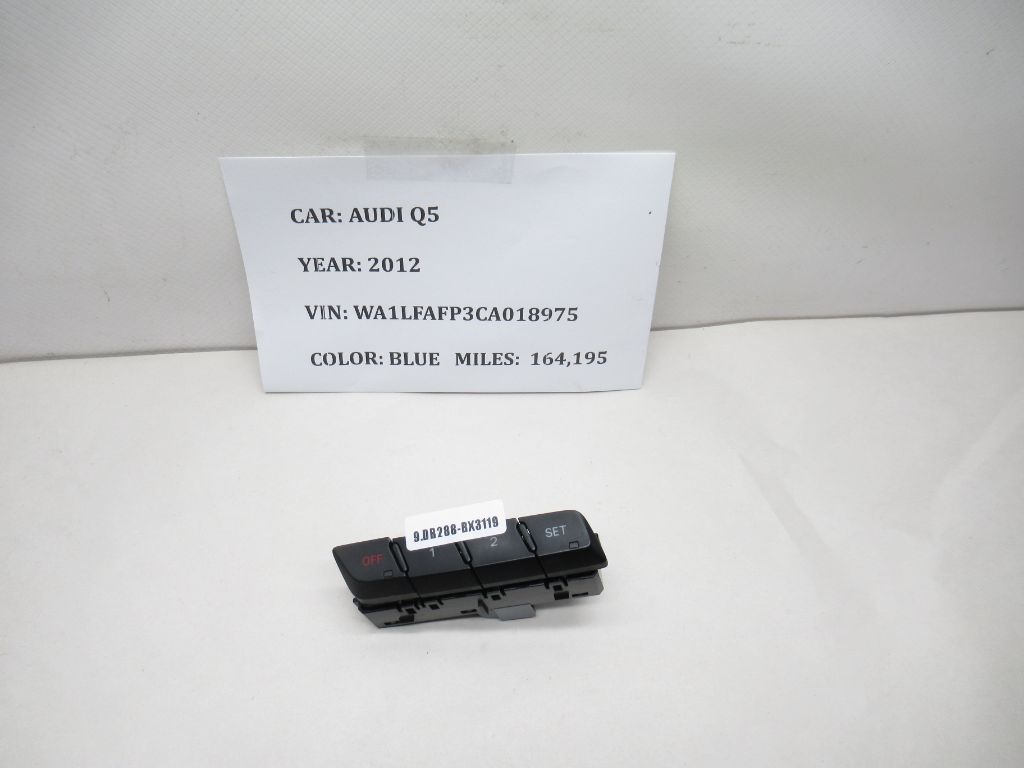 CAR: AUDI Q5
YEAR: 2012
VIN: WA1LFAFP3CA018975
COLOR: BLUE MILES: 164,195
9.DB288-BX3119
OFF 1 2 SET